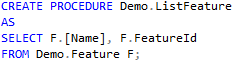 CREATE PROCEDURE Demo.ListFeature
AS
SELECT F.[Name], F.FeatureId
FROM Demo.Feature F;